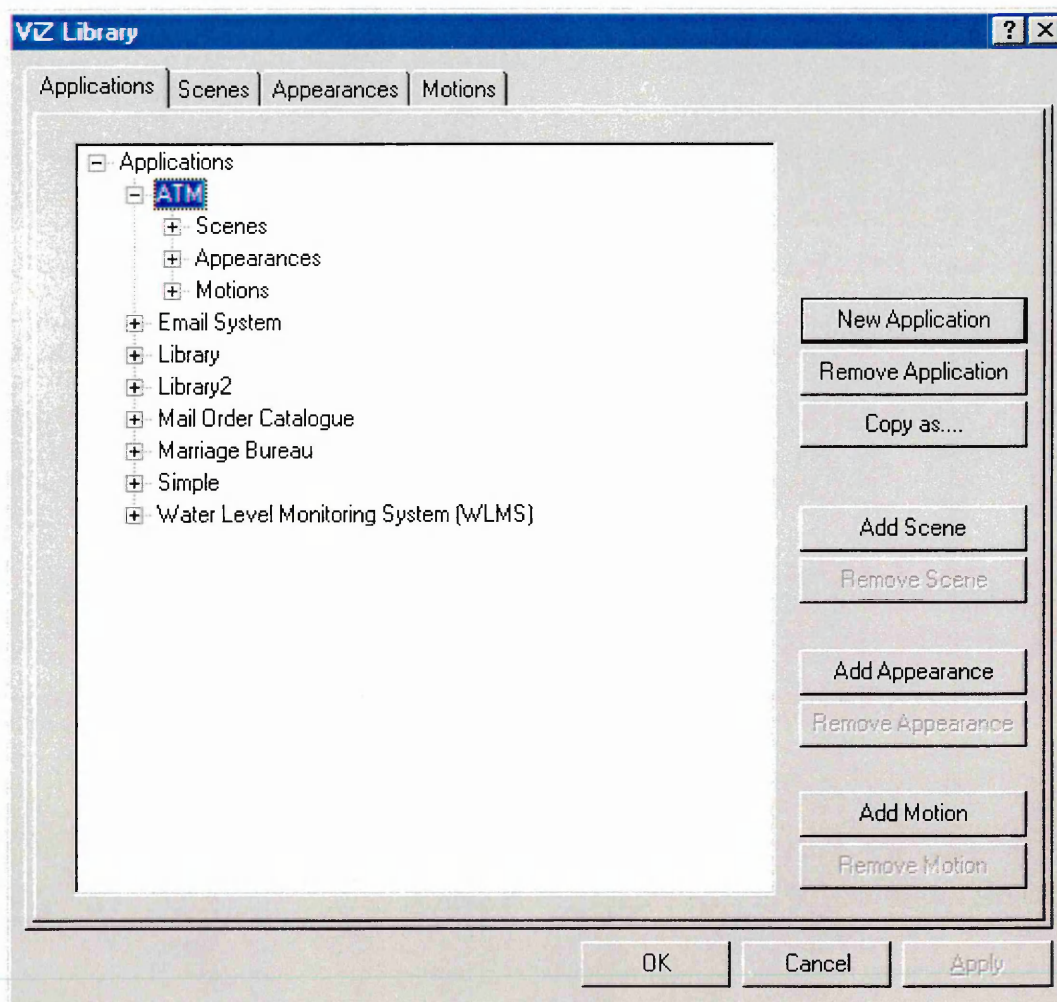 ViZ Library
? ×
Applications Scenes Appearances Motions
Applications
ATM
Scenes
Appearances
Motions
Email System
Library
Library2
Mail Order Catalogue
Marriage Bureau
Simple
Water Level Monitoring System (WLMS)
New Application
Remove Application
Copy as....
Add Scene
Remove Scene
Add Appearance
Remove Appearance
Add Motion
Remove Motion
OK Cancel Apply